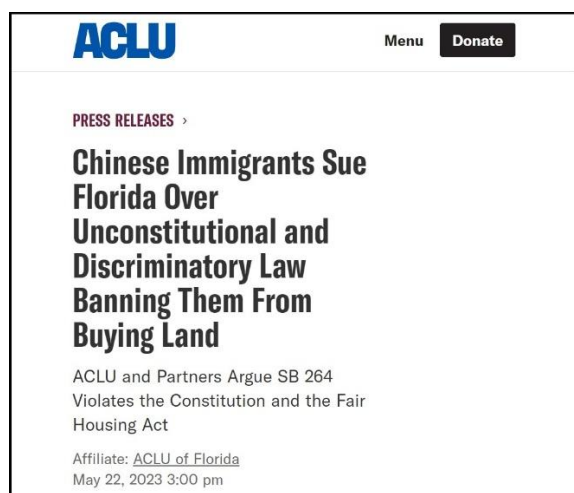 ACLU
Menu Donate
PRESS RELEASES ›
Chinese Immigrants Sue
Florida Over
Unconstitutional and
Discriminatory Law
Banning Them From
Buying Land
ACLU and Partners Argue SB 264
Violates the Constitution and the Fair
Housing Act
Affiliate: ACLU of Florida
May 22, 2023 3:00 pm